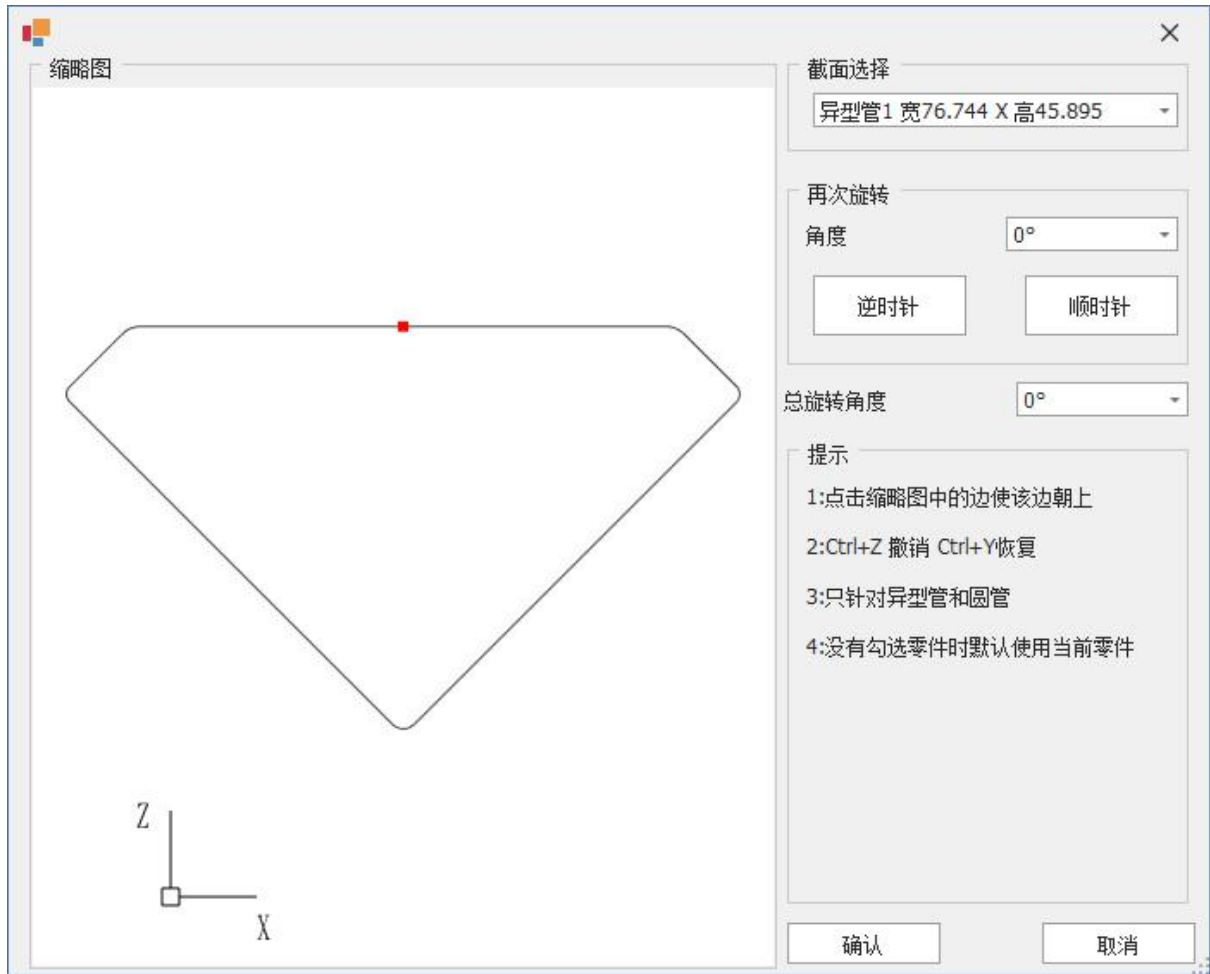 缩略图
Z
X
截面选择
异型管1 宽76.744 X 高45.895
再次旋转
角度
0°
逆时针
顺时针
总旋转角度
0°
提示
1:点击缩略图中的边使该边朝上
2:Ctrl+Z 撤销 Ctrl+Y恢复
3:只针对异型管和圆管
4:没有勾选零件时默认使用当前零件
确认
取消